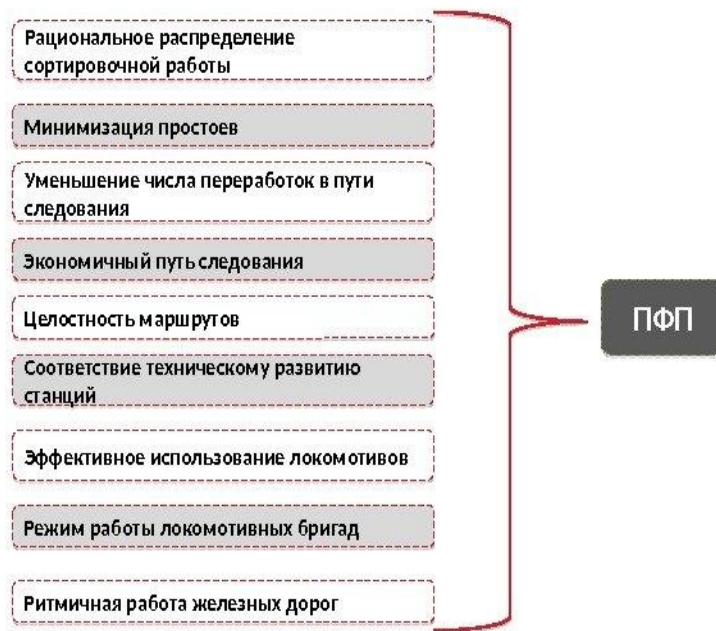 Рациональное распределение
сортировочной работы
Минимизация простоев
Уменьшение числа переработок в пути
следования
Экономичный путь следования
Целостность маршрутов
Соответствие техническому развитию
станций
Эффективное использование локомотивов
Режим работы локомотивных бригад
Ритмичная работа железных дорог
ПФП